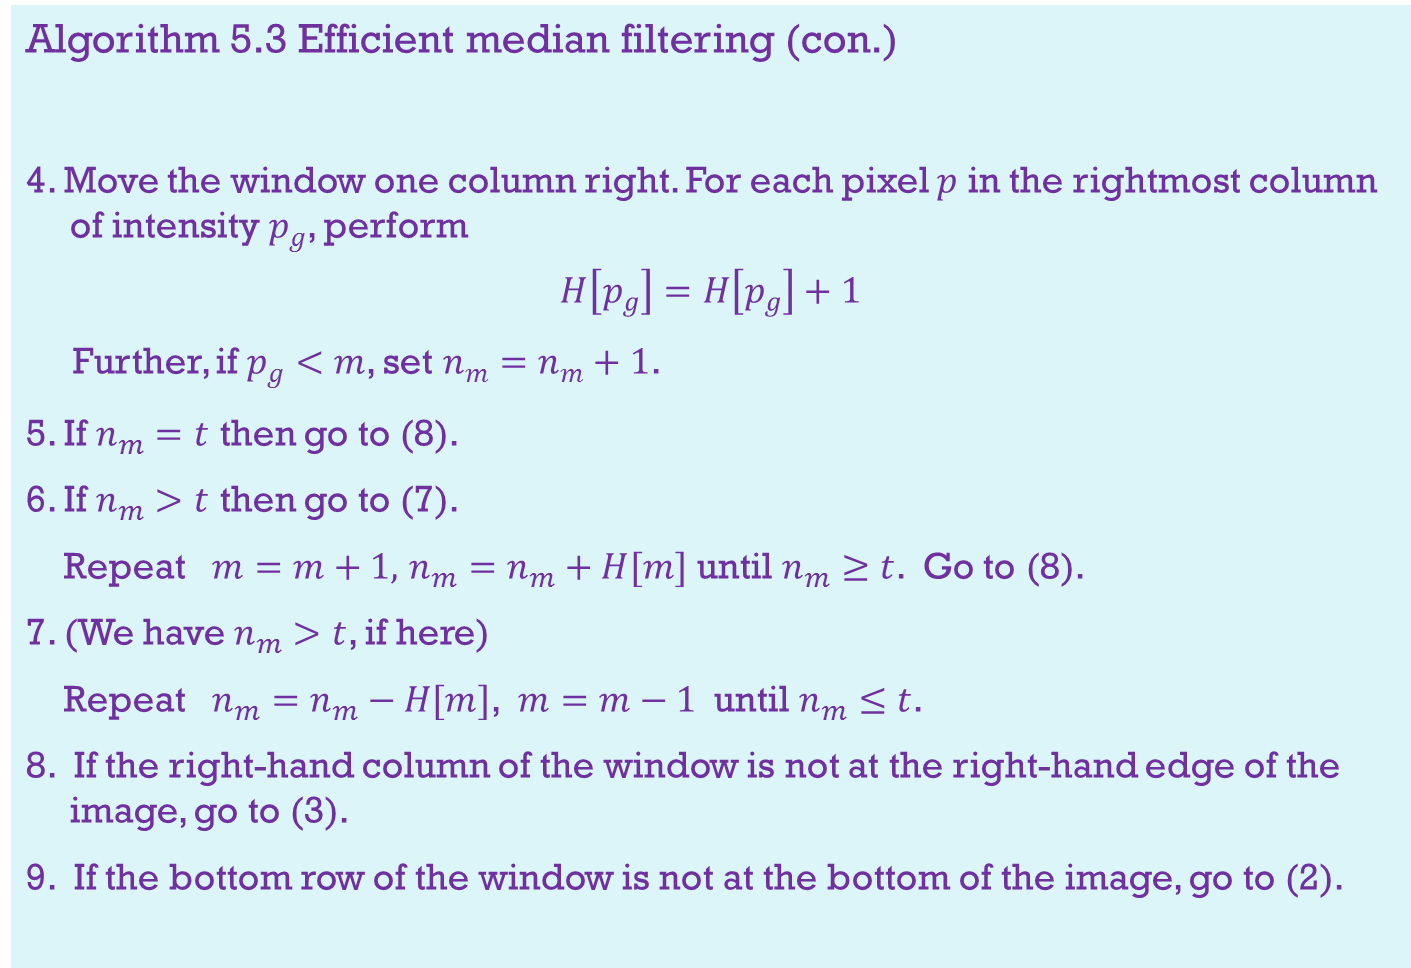 Algorithm 5.3 Efficient median filtering (con.)
4. Move the window one column right. For each pixel p in the rightmost column
of intensity p_g, perform
H[p_g] = H[p_g] + 1
Further, if p_g < m, set n_m = n_m + 1.
5. If n_m = t then go to (8).
6. If n_m > t then go to (7).
Repeat m = m + 1, n_m = n_m + H[m] until n_m ≥ t. Go to (8).
7. (We have n_m > t, if here)
Repeat n_m = n_m − H[m], m = m − 1 until n_m ≤ t.
8. If the right-hand column of the window is not at the right-hand edge of the
image, go to (3).
9. If the bottom row of the window is not at the bottom of the image, go to (2).